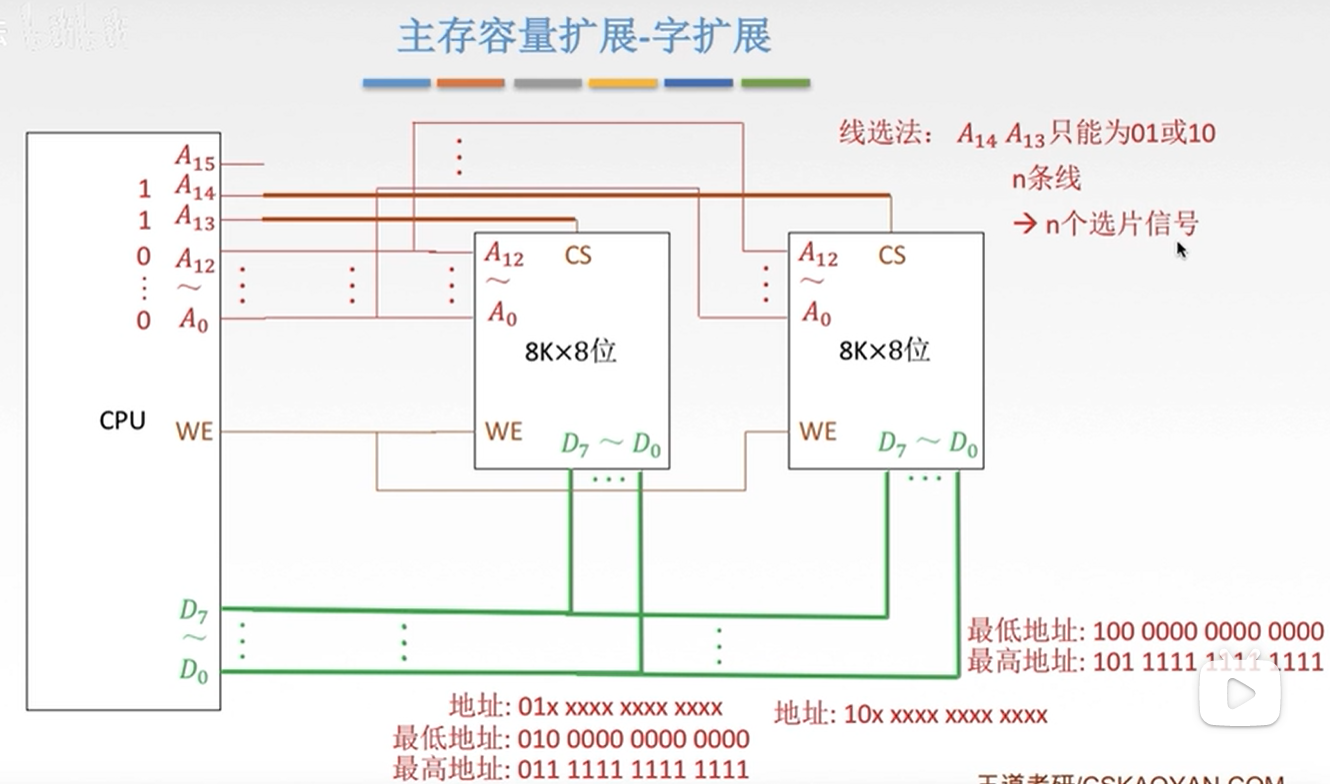 主存容量扩展-字扩展
线选法： A₁₄ A₁₃只能为01或10
n条线
→ n个选片信号
A₁₅
1 A₁₄
1 A₁₃
0 A₁₂
⋮ ~
0 A₀
CPU WE
D₇
~
D₀
A₁₂ CS
~
A₀
8K×8位
WE
D₇ ~ D₀
A₁₂ CS
~
A₀
8K×8位
WE
D₇ ~ D₀
地址: 01x xxxx xxxx xxxx
最低地址: 010 0000 0000 0000
最高地址: 011 1111 1111 1111
地址: 10x xxxx xxxx xxxx
最低地址: 100 0000 0000 0000
最高地址: 101 1111 1111 1111
王道考研/CSKAOYAN.COM